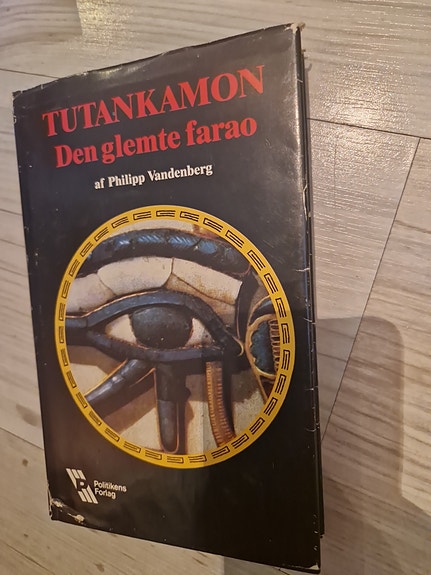 TUTANKAMON
Den glemte farao
af Philipp Vandenberg
Politikens
Forlag